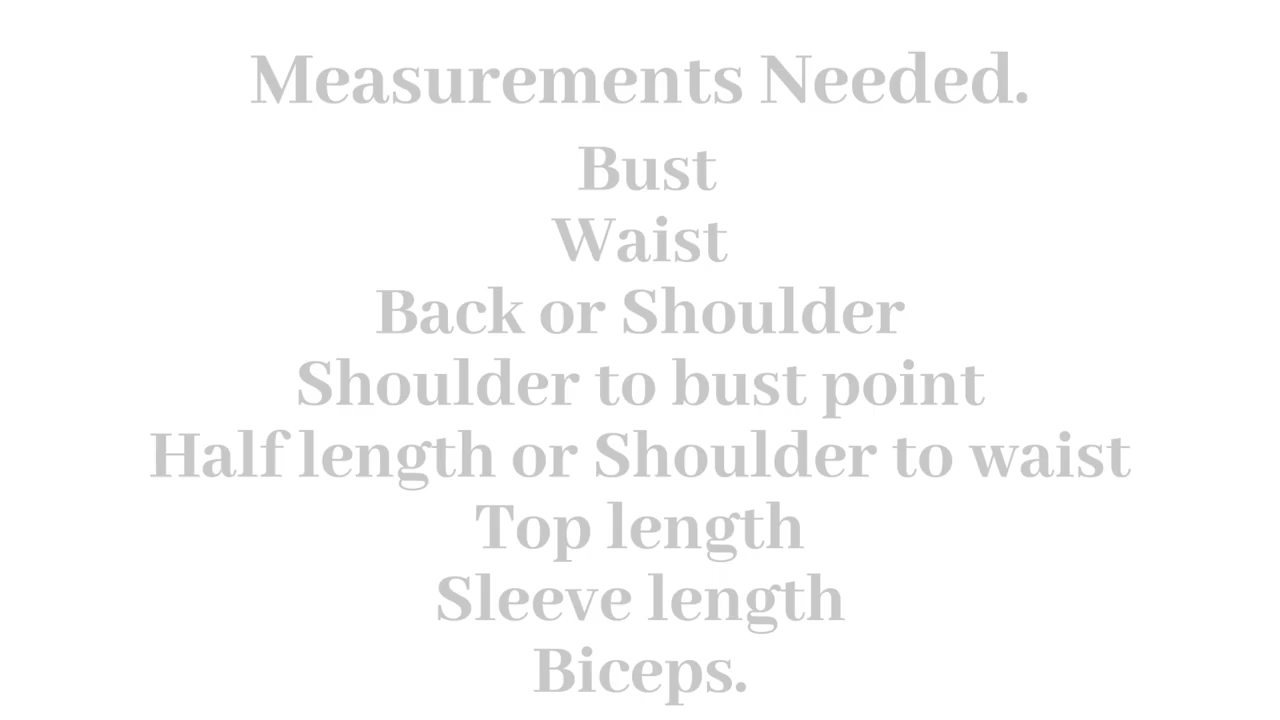 Measurements Needed.
Bust
Waist
Back or Shoulder
Shoulder to bust point
Half length or Shoulder to waist
Top length
Sleeve length
Biceps.